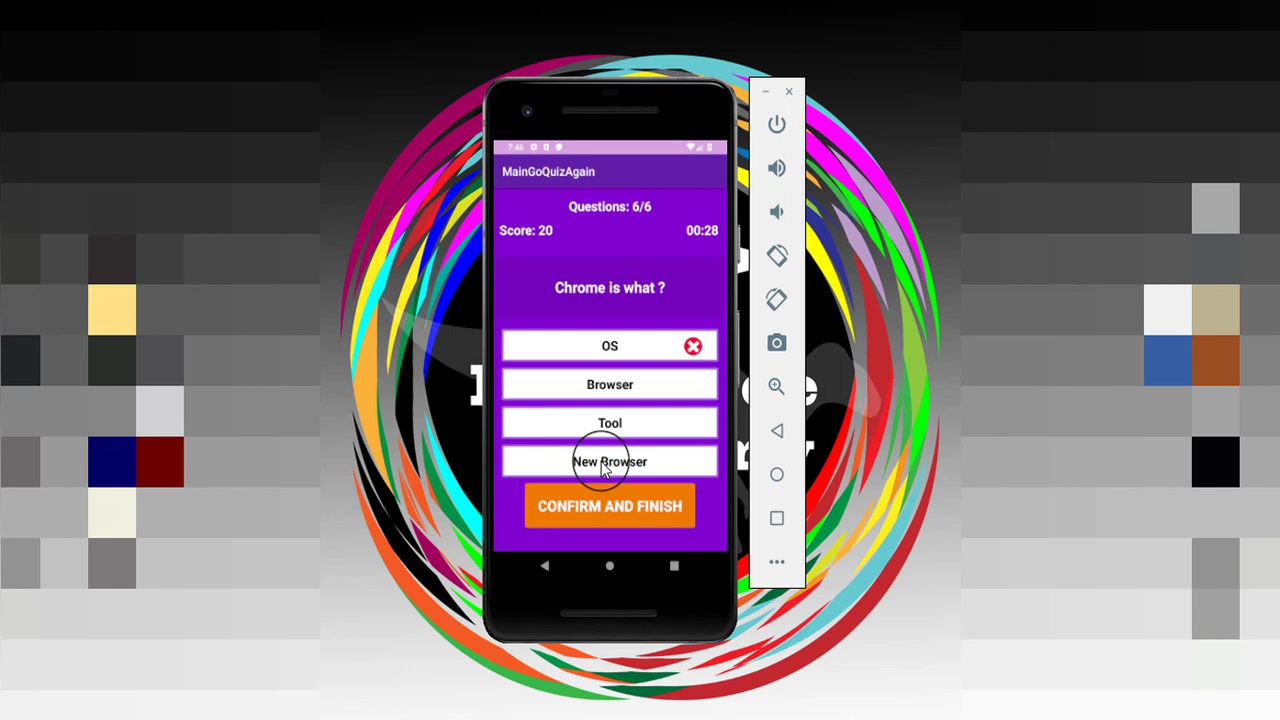 7:46
MainGoQuizAgain
Questions: 6/6
Score: 20
00:28
Chrome is what ?
OS
Browser
Tool
New Browser
CONFIRM AND FINISH